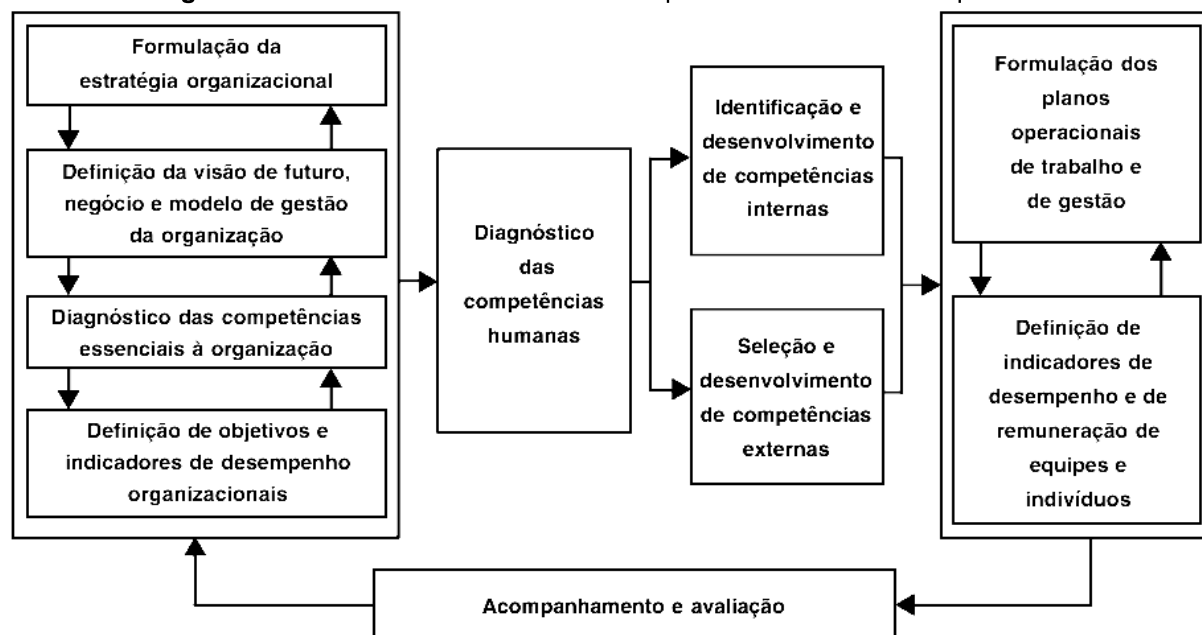 Formulação da
estratégia organizacional
Definição da visão de futuro,
negócio e modelo de gestão
da organização
Diagnóstico das competências
essenciais à organização
Definição de objetivos e
indicadores de desempenho
organizacionais
Diagnóstico
das
competências
humanas
Identificação e
desenvolvimento
de competências
internas
Seleção e
desenvolvimento
de competências
externas
Formulação dos
planos
operacionais
de trabalho e
de gestão
Definição de
indicadores de
desempenho e de
remuneração de
equipes e
indivíduos
Acompanhamento e avaliação